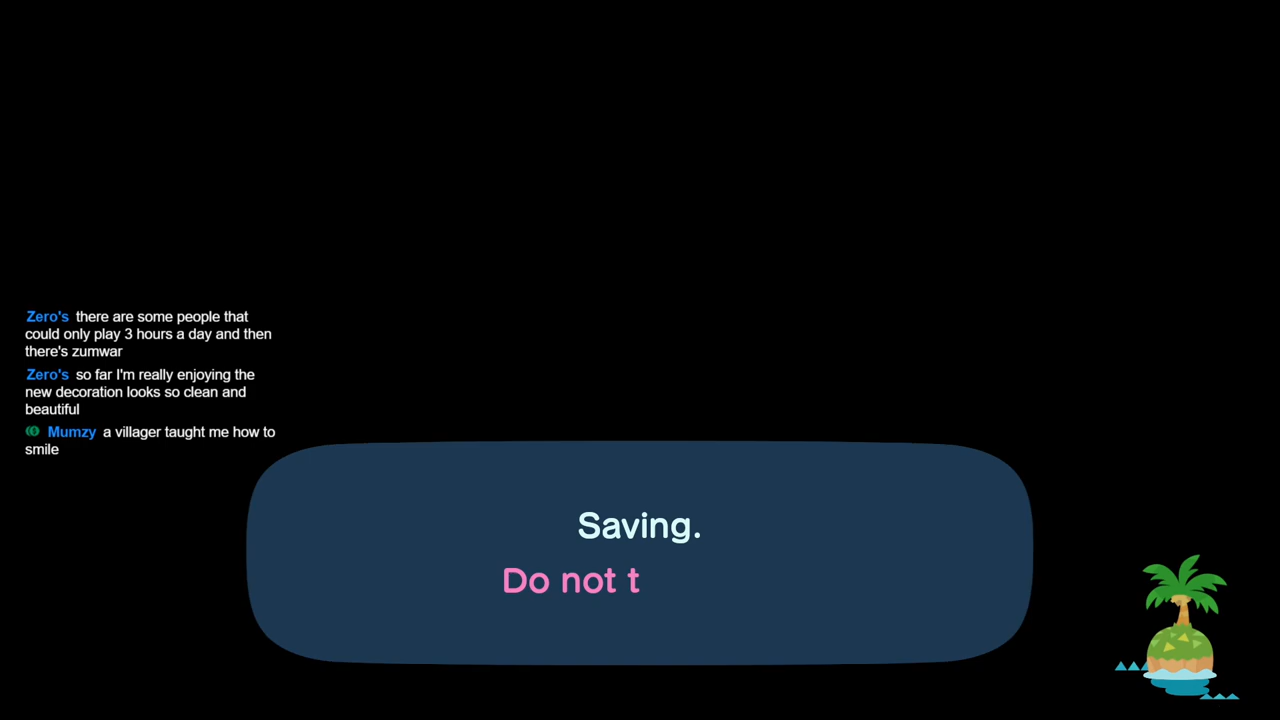 Zero's there are some people that
could only play 3 hours a day and then
there's zumwar
Zero's so far I'm really enjoying the
new decoration looks so clean and
beautiful
Mumzy a villager taught me how to
smile
Saving.
Do not t